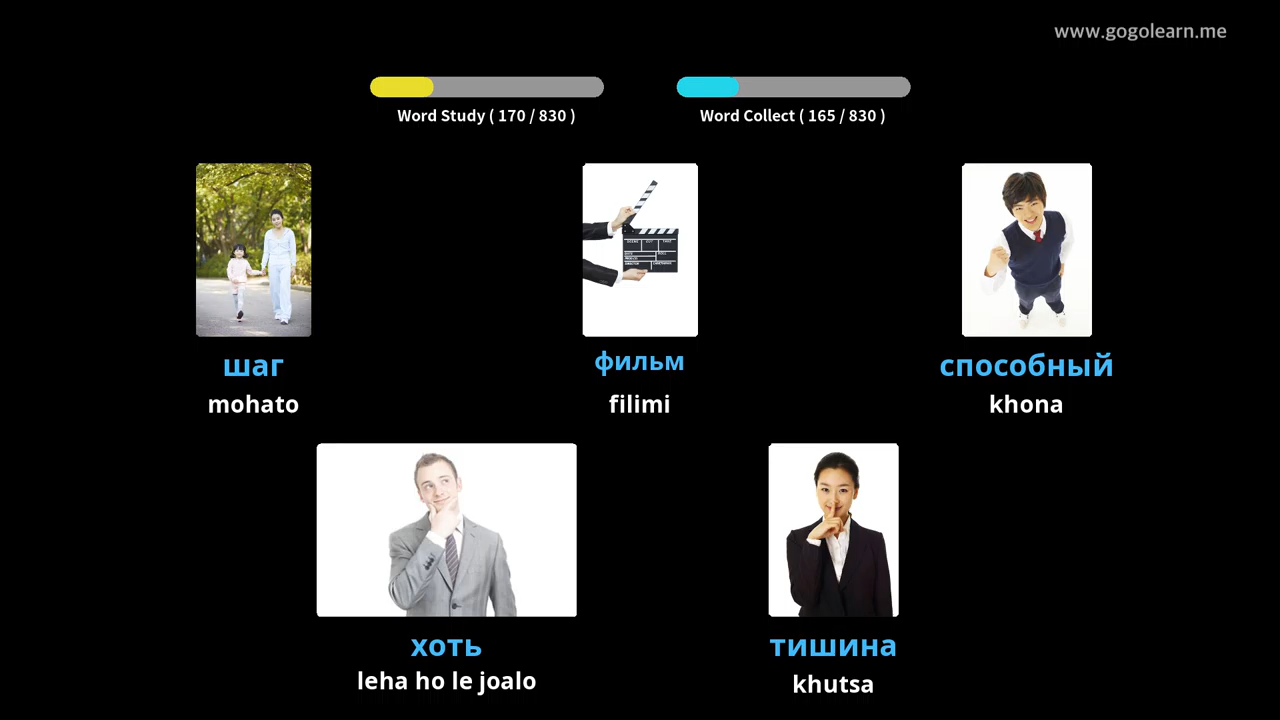 www.gogolearn.me
Word Study ( 170 / 830 )
Word Collect ( 165 / 830 )
шаг
mohato
фильм
filimi
способный
khona
хоть
leha ho le joalo
тишина
khutsa